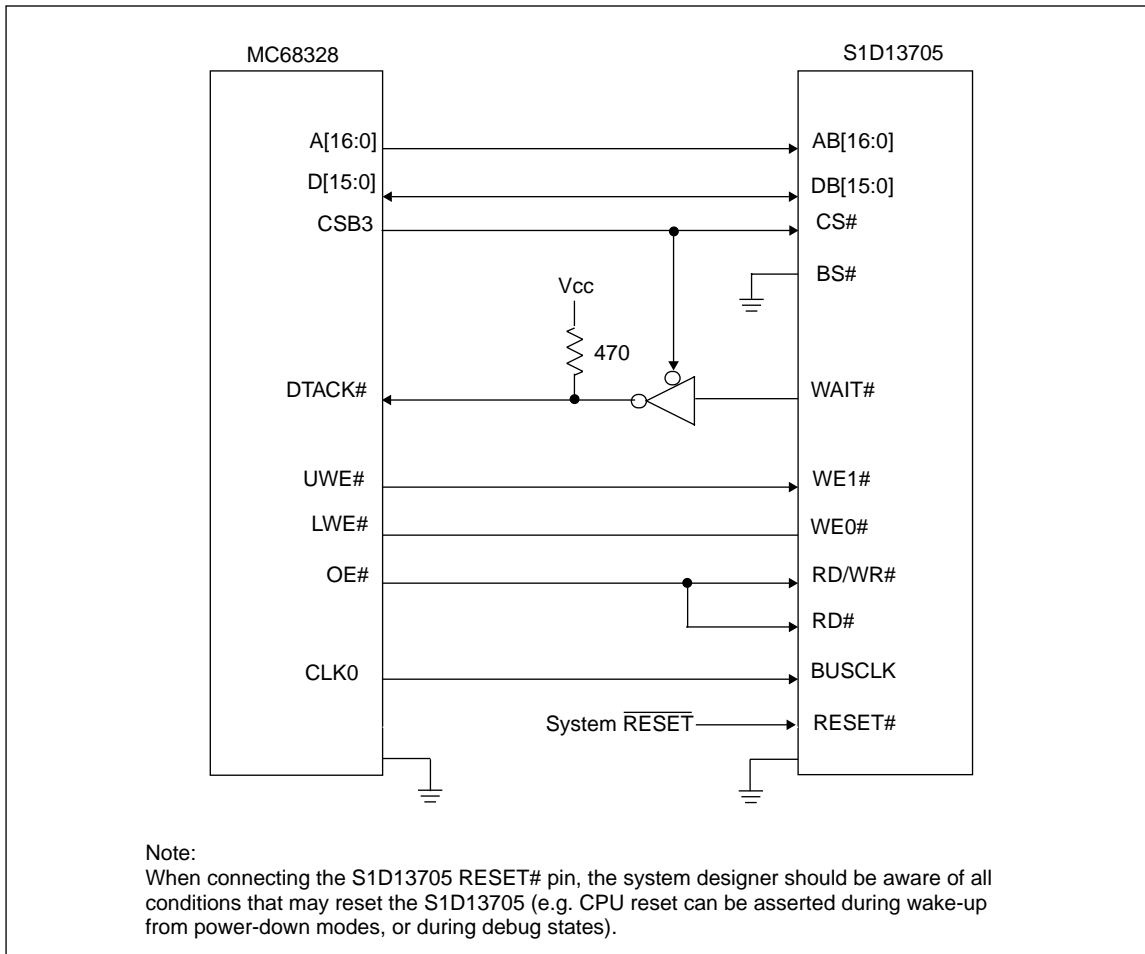 MC68328 S1D13705
A[16:0] AB[16:0]
D[15:0] DB[15:0]
CSB3 CS#
BS#
Vcc
470
DTACK# WAIT#
UWE# WE1#
LWE# WE0#
OE# RD/WR#
RD#
CLK0 BUSCLK
System RESET RESET#
Note:
When connecting the S1D13705 RESET# pin, the system designer should be aware of all
conditions that may reset the S1D13705 (e.g. CPU reset can be asserted during wake-up
from power-down modes, or during debug states).